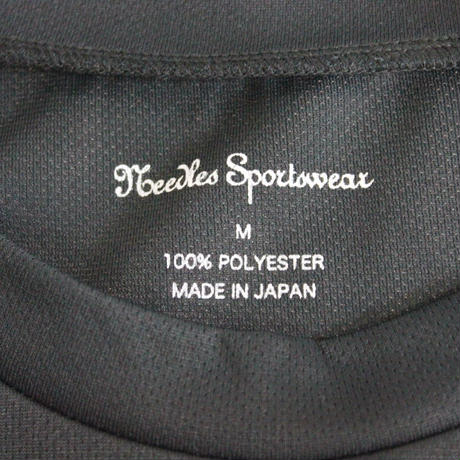 Needles Sportswear
M
100% POLYESTER
MADE IN JAPAN